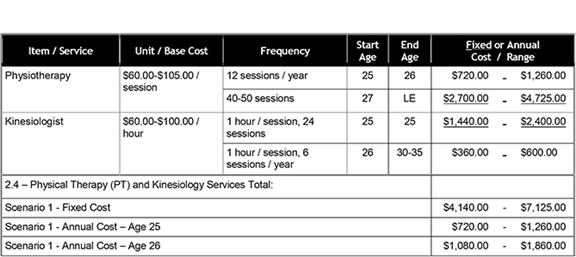 Item / Service Unit / Base Cost Frequency Start Age End Age Fixed or Annual Cost / Range
Physiotherapy $60.00-$105.00 / session 12 sessions / year 25 26 $720.00 - $1,260.00
40-50 sessions 27 LE $2,700.00 - $4,725.00
Kinesiologist $60.00-$100.00 / hour 1 hour / session, 24 sessions 25 25 $1,440.00 - $2,400.00
1 hour / session, 6 sessions / year 26 30-35 $360.00 - $600.00
2.4 – Physical Therapy (PT) and Kinesiology Services Total:
Scenario 1 - Fixed Cost $4,140.00 - $7,125.00
Scenario 1 - Annual Cost – Age 25 $720.00 - $1,260.00
Scenario 1 - Annual Cost – Age 26 $1,080.00 - $1,860.00